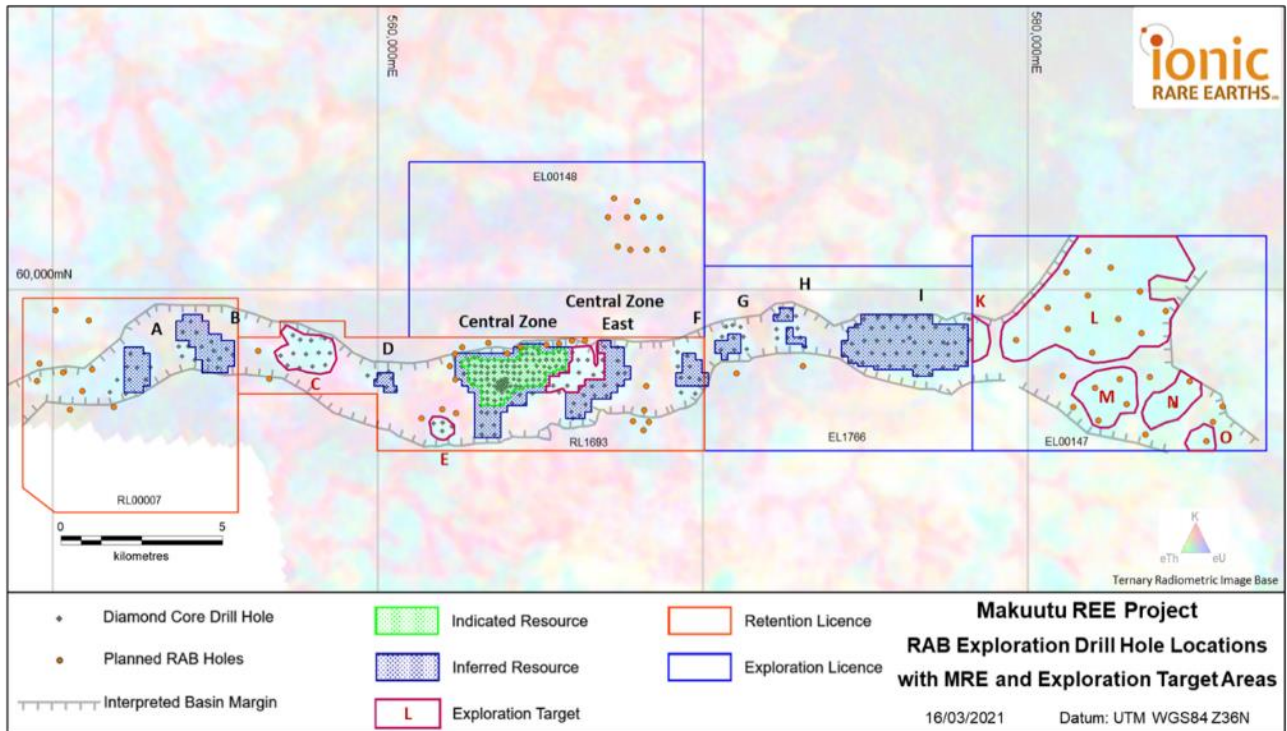 560,000mE
580,000mE
ionic
RARE EARTHS
EL00148
60,000mN
A
B
C
D
E
Central Zone
Central Zone
East
F
G
H
I
K
L
M
N
O
RL00007
RL1693
EL1766
EL00147
0 5
kilometres
K
eTh eU
Ternary Radiometric Image Base
Diamond Core Drill Hole
Planned RAB Holes
Interpreted Basin Margin
Indicated Resource
Inferred Resource
L Exploration Target
Retention Licence
Exploration Licence
Makuutu REE Project
RAB Exploration Drill Hole Locations
with MRE and Exploration Target Areas
16/03/2021 Datum: UTM WGS84 Z36N